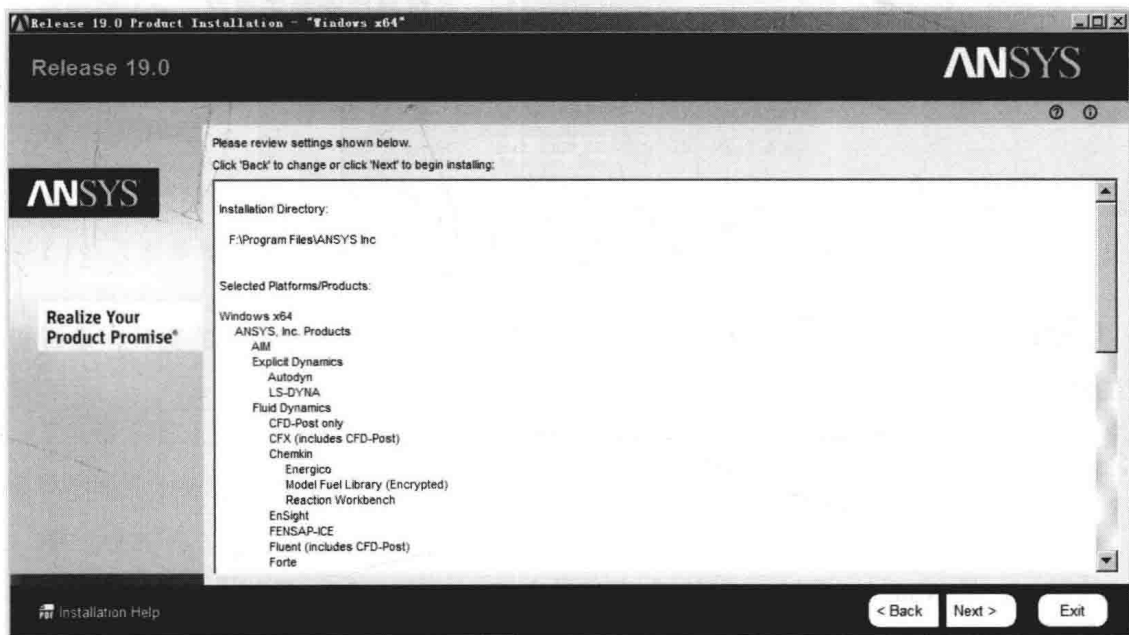 Release 19.0 Product Installation - "Windows x64"
Release 19.0
ANSYS
Please review settings shown below.
Click 'Back' to change or click 'Next' to begin installing:
ANSYS
Installation Directory:
F:\Program Files\ANSYS Inc
Selected Platforms/Products:
Realize Your
Product Promise®
Windows x64
ANSYS, Inc. Products
AIM
Explicit Dynamics
Autodyn
LS-DYNA
Fluid Dynamics
CFD-Post only
CFX (includes CFD-Post)
Chemkin
Energico
Model Fuel Library (Encrypted)
Reaction Workbench
EnSight
FENSAP-ICE
Fluent (includes CFD-Post)
Forte
PDF Installation Help
< Back
Next >
Exit